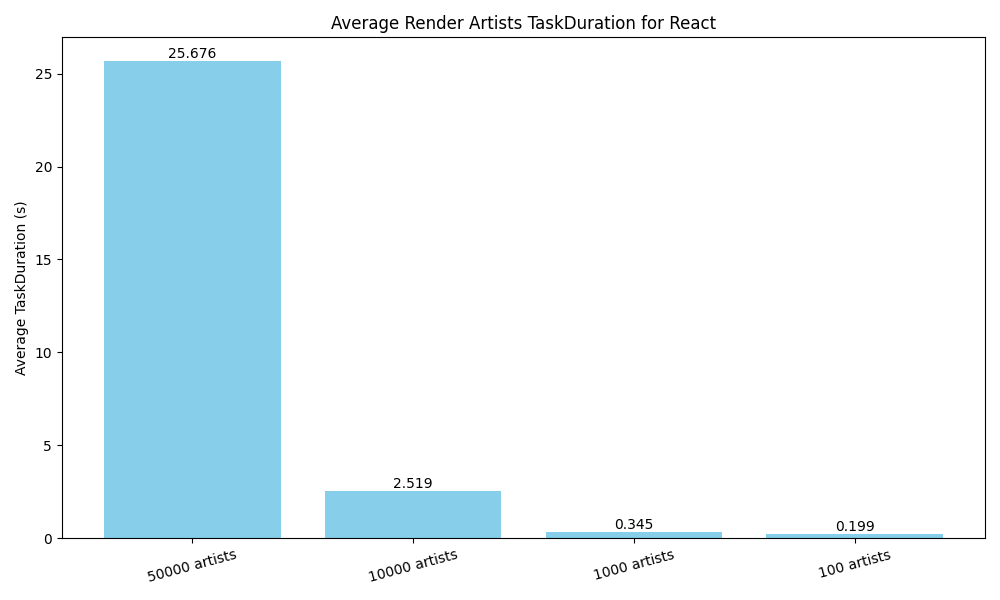 Average Render Artists TaskDuration for React
Average TaskDuration (s)
25
20
15
10
5
0
25.676
2.519
0.345
0.199
50000 artists
10000 artists
1000 artists
100 artists